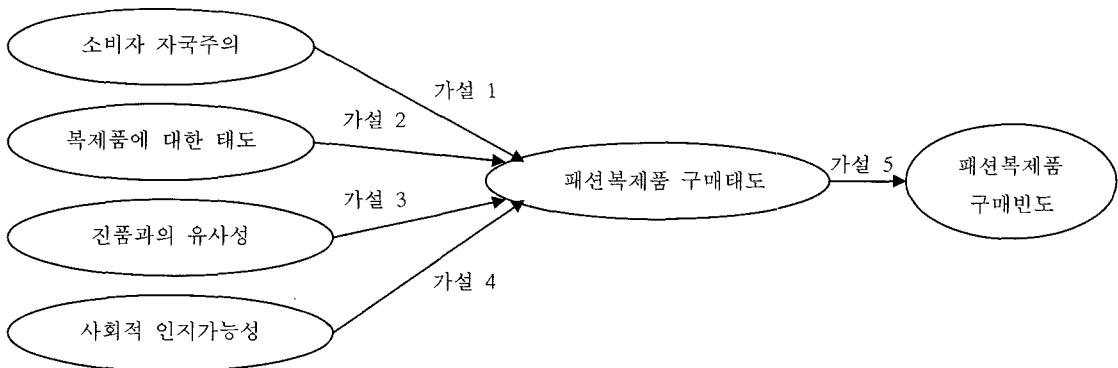 소비자 자국주의
가설 1
복제품에 대한 태도
가설 2
패션복제품 구매태도
가설 5
패션복제품
구매빈도
가설 3
진품과의 유사성
가설 4
사회적 인지가능성